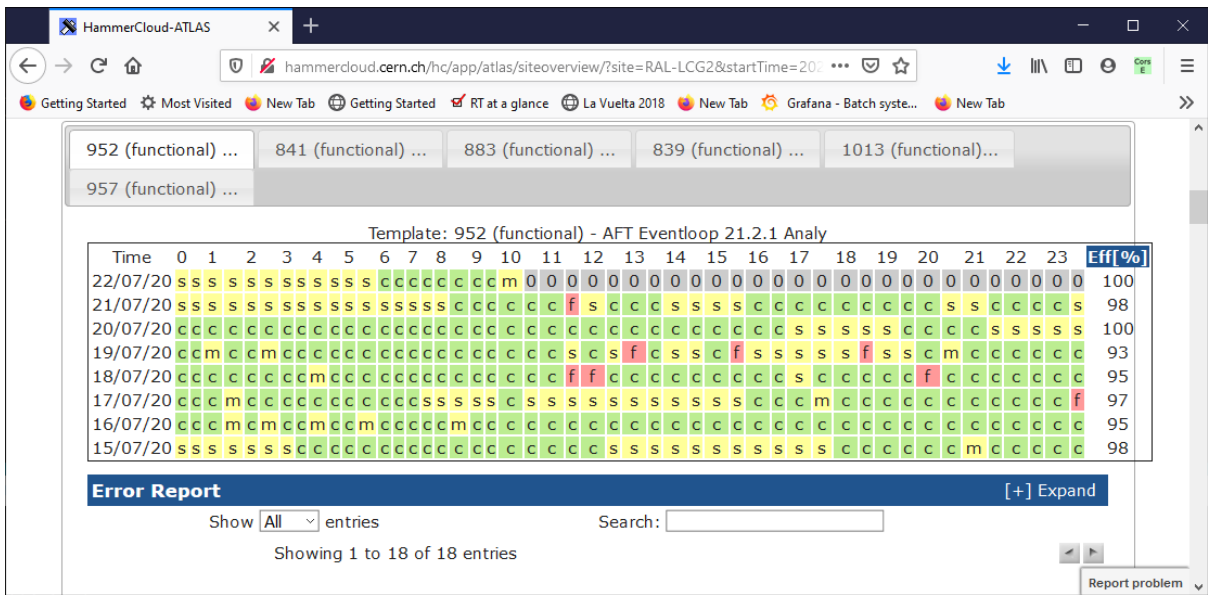 HammerCloud-ATLAS
hammercloud.cern.ch/hc/app/atlas/siteoverview/?site=RAL-LCG2&startTime=202
Getting Started Most Visited New Tab Getting Started RT at a glance La Vuelta 2018 New Tab Grafana - Batch syste... New Tab
952 (functional) ... 841 (functional) ... 883 (functional) ... 839 (functional) ... 1013 (functional)...
957 (functional) ...
Template: 952 (functional) - AFT Eventloop 21.2.1 Analy
Time 0 1 2 3 4 5 6 7 8 9 10 11 12 13 14 15 16 17 18 19 20 21 22 23 Eff[%]
22/07/20 s s s s s s s s s s s s c c c c c c c c m 0 0 0 0 0 0 0 0 0 0 0 0 0 0 0 0 0 0 0 0 0 0 0 0 0 0 0 100
21/07/20 s s s s s s s s s s s s s s s s s c c c c c c f s c c c s s s s c c c c c c c c c s s c c c c s 98
20/07/20 c c c c c c c c c c c c c c c c c c c c c c c c c c c c c c c c c c s s s s s c c c c s s s s s 100
19/07/20 c c m c c m c c c c c c c c c c c c c c c c c s c s f c s s c f s s s s s f s s c m c c c c c c 93
18/07/20 c c c c c c c c m c c c c c c c c c c c c c c f f c c c c c c c c c s c c c c c f c c c c c c c 95
17/07/20 c c c m c c c c c c c c c c c c s s s s s c s s s s s s s s s s c c c m c c c c c c c c c c c f 97
16/07/20 c c c m c m c c m c c m c c c c c m c c c c c c c c c c c c c c c c c c c c c c c c c c c c c c 95
15/07/20 s s s s s s s c c c c c c c c c c c c c c c c c c s s s s s s s s s s s c c c c c c m c c c c c 98
Error Report [+] Expand
Show All entries Search:
Showing 1 to 18 of 18 entries
Report problem